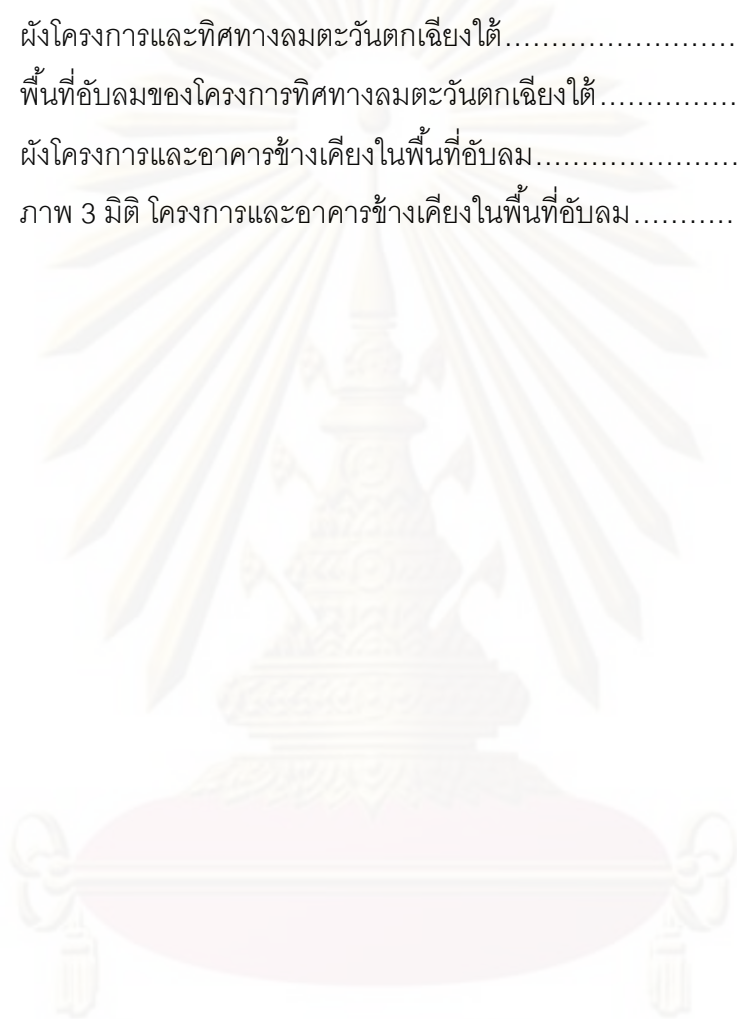 ผังโครงการและทิศทางลมตะวันตกเฉียงใต้.........................
พื้นที่อับลมของโครงการทิศทางลมตะวันตกเฉียงใต้...............
ผังโครงการและอาคารข้างเคียงในพื้นที่อับลม......................
ภาพ 3 มิติ โครงการและอาคารข้างเคียงในพื้นที่อับลม...........